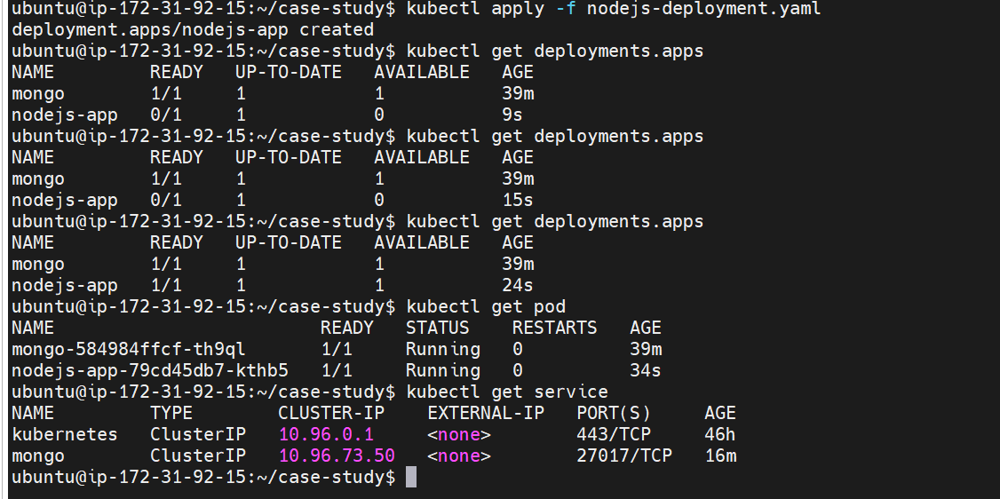 ubuntu@ip-172-31-92-15:~/case-study$ kubectl apply -f nodejs-deployment.yaml
deployment.apps/nodejs-app created
ubuntu@ip-172-31-92-15:~/case-study$ kubectl get deployments.apps
NAME         READY   UP-TO-DATE   AVAILABLE   AGE
mongo        1/1     1            1           39m
nodejs-app   0/1     1            0           9s
ubuntu@ip-172-31-92-15:~/case-study$ kubectl get deployments.apps
NAME         READY   UP-TO-DATE   AVAILABLE   AGE
mongo        1/1     1            1           39m
nodejs-app   0/1     1            0           15s
ubuntu@ip-172-31-92-15:~/case-study$ kubectl get deployments.apps
NAME         READY   UP-TO-DATE   AVAILABLE   AGE
mongo        1/1     1            1           39m
nodejs-app   1/1     1            1           24s
ubuntu@ip-172-31-92-15:~/case-study$ kubectl get pod
NAME                         READY   STATUS    RESTARTS   AGE
mongo-584984ffcf-th9ql       1/1     Running   0          39m
nodejs-app-79cd45db7-kthb5   1/1     Running   0          34s
ubuntu@ip-172-31-92-15:~/case-study$ kubectl get service
NAME         TYPE        CLUSTER-IP    EXTERNAL-IP   PORT(S)     AGE
kubernetes   ClusterIP   10.96.0.1     <none>        443/TCP     46h
mongo        ClusterIP   10.96.73.50   <none>        27017/TCP   16m
ubuntu@ip-172-31-92-15:~/case-study$